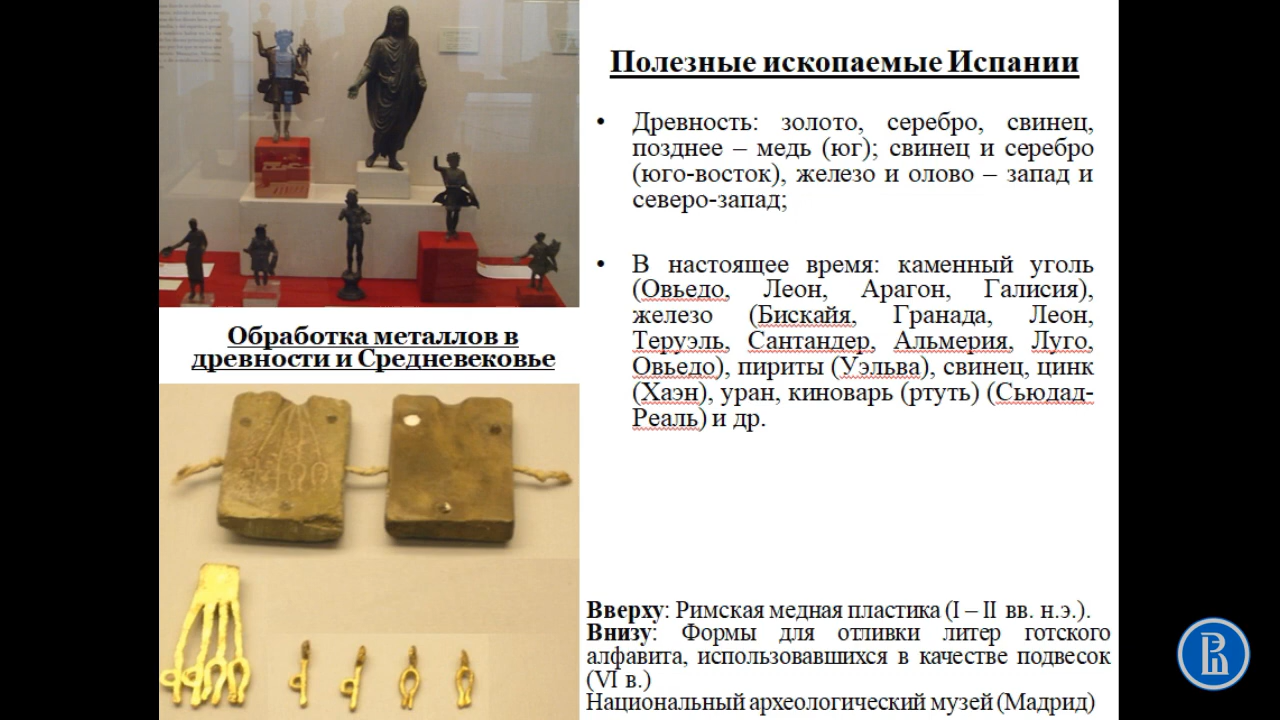 Полезные ископаемые Испании
• Древность: золото, серебро, свинец,
позднее – медь (юг); свинец и серебро
(юго-восток), железо и олово – запад и
северо-запад;
• В настоящее время: каменный уголь
(Овьедо, Леон, Арагон, Галисия),
железо (Бискайя, Гранада, Леон,
Теруэль, Сантандер, Альмерия, Луго,
Овьедо), пириты (Уэльва), свинец, цинк
(Хаэн), уран, киноварь (ртуть) (Сьюдад-
Реаль) и др.
Обработка металлов в
древности и Средневековье
Вверху: Римская медная пластика (I – II вв. н.э.).
Внизу: Формы для отливки литер готского
алфавита, использовавшихся в качестве подвесок
(VI в.)
Национальный археологический музей (Мадрид)